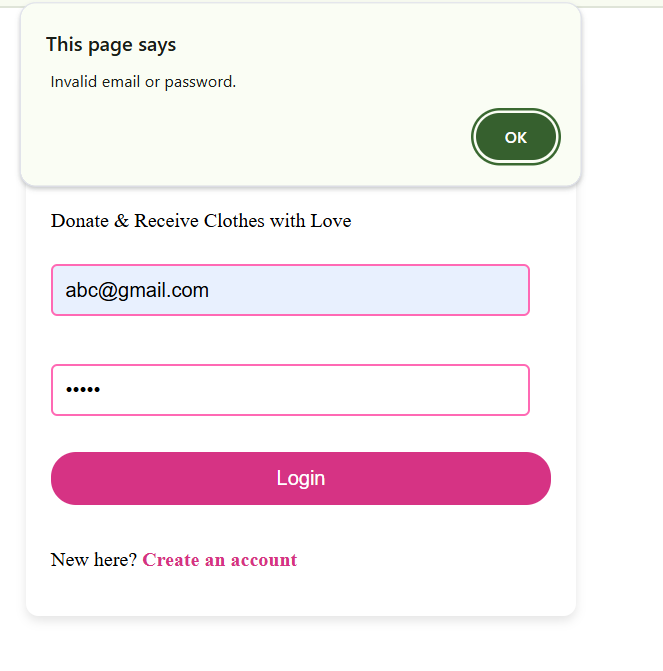 This page says
Invalid email or password.
OK
Donate & Receive Clothes with Love
abc@gmail.com
•••••
Login
New here? Create an account